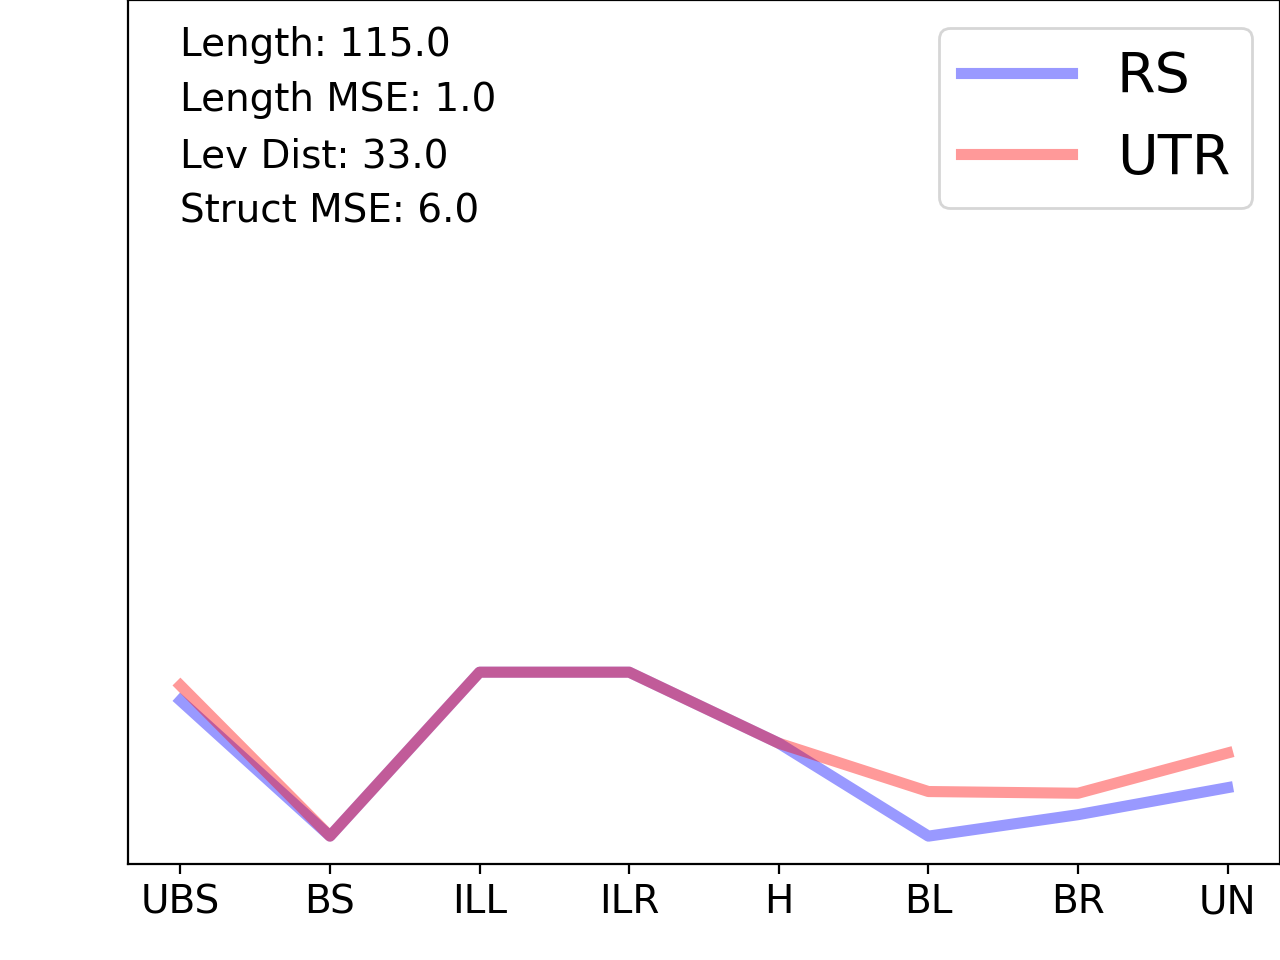 Length: 115.0
Length MSE: 1.0
Lev Dist: 33.0
Struct MSE: 6.0
RS
UTR
UBS BS ILL ILR H BL BR UN